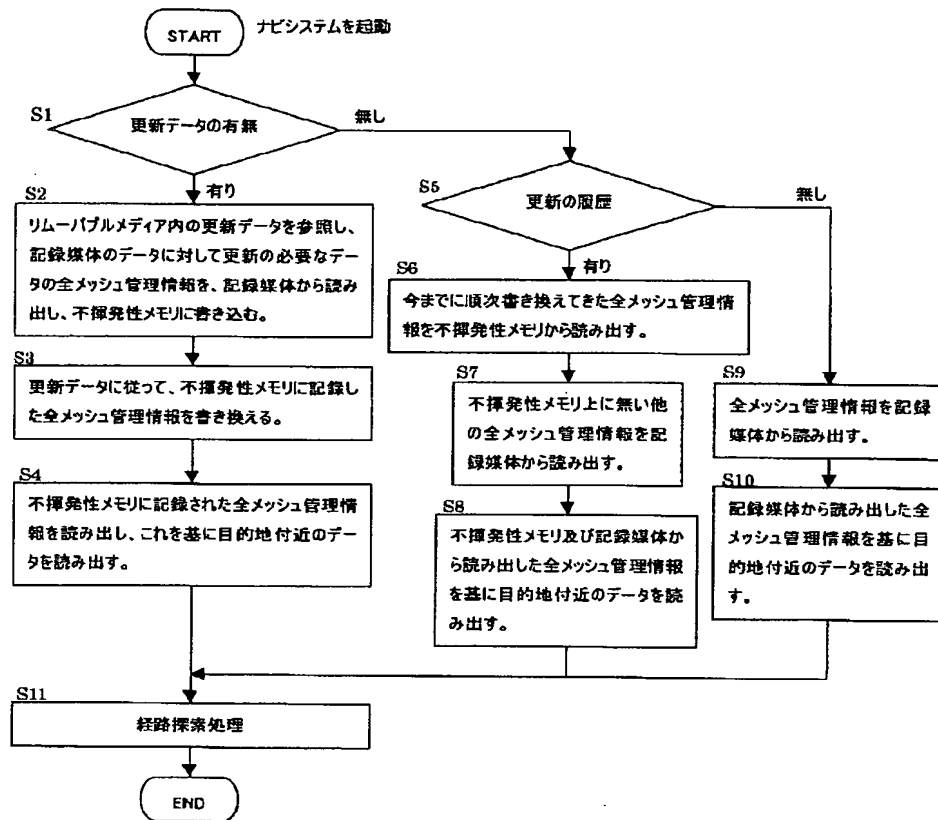 START
ナビシステムを起動
S1
更新データの有無
無し
有り
S2
リムーバブルメディア内の更新データを参照し、
記録媒体のデータに対して更新の必要なデー
タの全メッシュ管理情報を、記録媒体から読み
出し、不揮発性メモリに書き込む。
S3
更新データに従って、不揮発性メモリに記録し
た全メッシュ管理情報を書き換える。
S4
不揮発性メモリに記録された全メッシュ管理情
報を読み出し、これを基に目的地付近のデー
タを読み出す。
S5
更新の履歴
無し
有り
S6
今までに順次書き換えてきた全メッシュ管理情
報を不揮発性メモリから読み出す。
S7
不揮発性メモリ上に無い他
の全メッシュ管理情報を記
録媒体から読み出す。
S8
不揮発性メモリ及び記録媒体か
ら読み出した全メッシュ管理情報
を基に目的地付近のデータを読
み出す。
S9
全メッシュ管理情報を記録
媒体から読み出す。
S10
記録媒体から読み出した全
メッシュ管理情報を基に目
的地付近のデータを読み出
す。
S11
経路探索処理
END